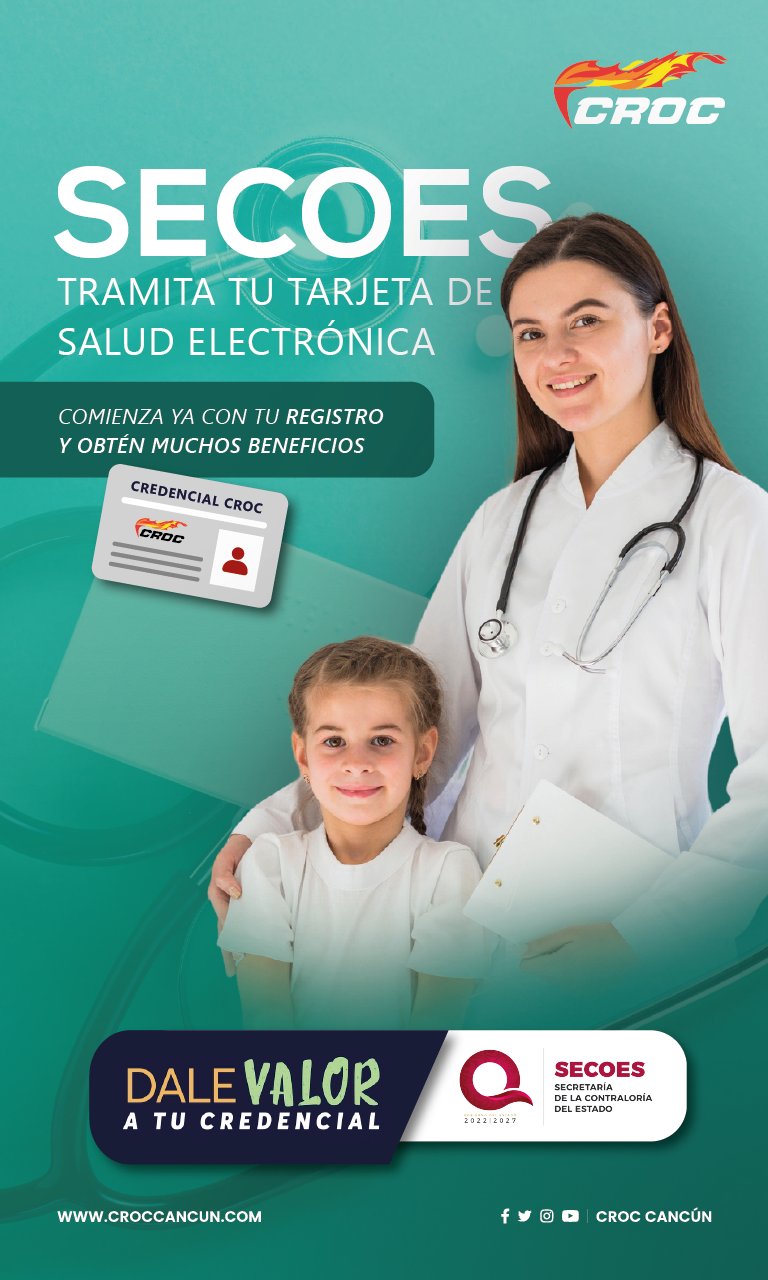 CROC
SECOES
TRAMITA TU TARJETA DE
SALUD ELECTRÓNICA
COMIENZA YA CON TU REGISTRO
Y OBTÉN MUCHOS BENEFICIOS
CREDENCIAL CROC
CROC
DALE VALOR
A TU CREDENCIAL
2022|2027
SECOES
SECRETARÍA
DE LA CONTRALORÍA
DEL ESTADO
WWW.CROCCANCUN.COM
CROC CANCÚN